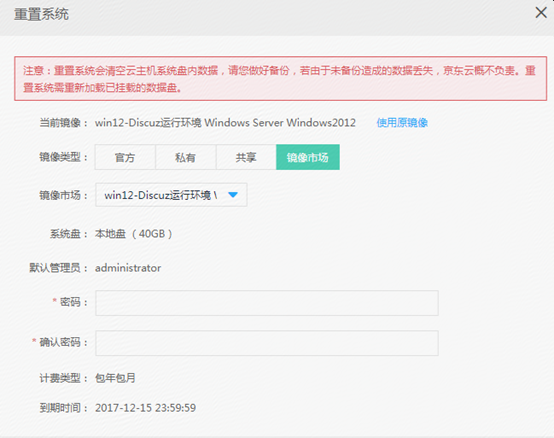 重置系统
注意：重置系统会清空云主机系统盘内数据，请您做好备份，若由于未备份造成的数据丢失，京东云概不负责。重
置系统需重新加载已挂载的数据盘。
当前镜像： win12-Discuz运行环境 Windows Server Windows2012 使用原镜像
镜像类型： 官方 私有 共享 镜像市场
镜像市场： win12-Discuz运行环境 \
系统盘： 本地盘（40GB）
默认管理员： administrator
* 密码：
* 确认密码：
计费类型： 包年包月
到期时间： 2017-12-15 23:59:59